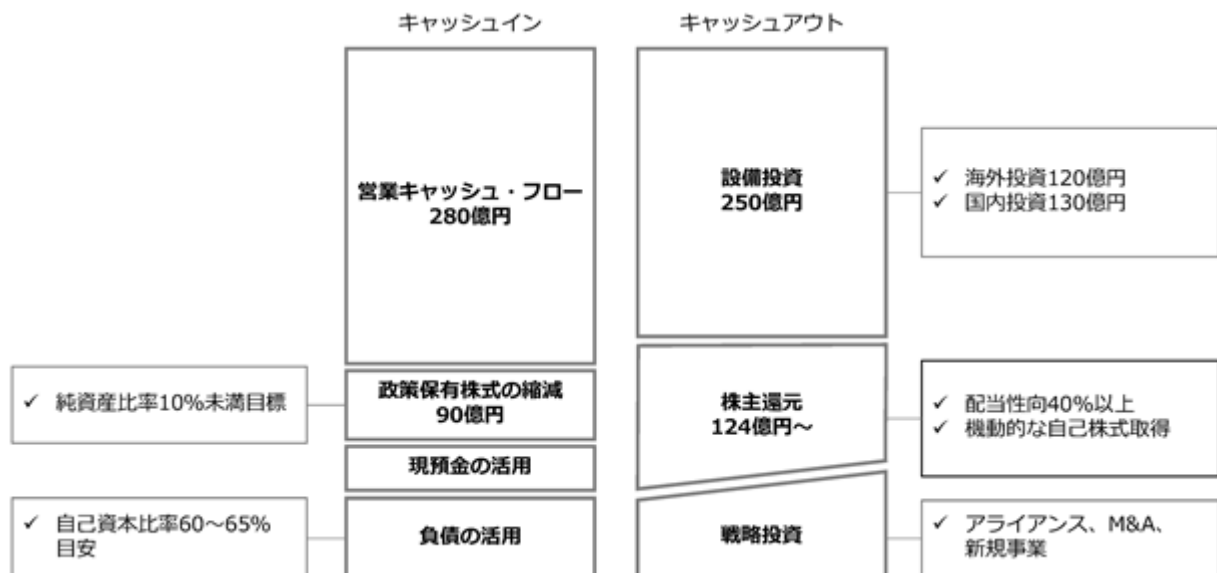 キャッシュイン
キャッシュアウト
営業キャッシュ・フロー
280億円
設備投資
250億円
✓ 海外投資120億円
✓ 国内投資130億円
✓ 純資産比率10%未満目標
政策保有株式の縮減
90億円
株主還元
124億円～
✓ 配当性向40%以上
✓ 機動的な自己株式取得
現預金の活用
✓ 自己資本比率60～65%
目安
負債の活用
戦略投資
✓ アライアンス、M&A、
新規事業